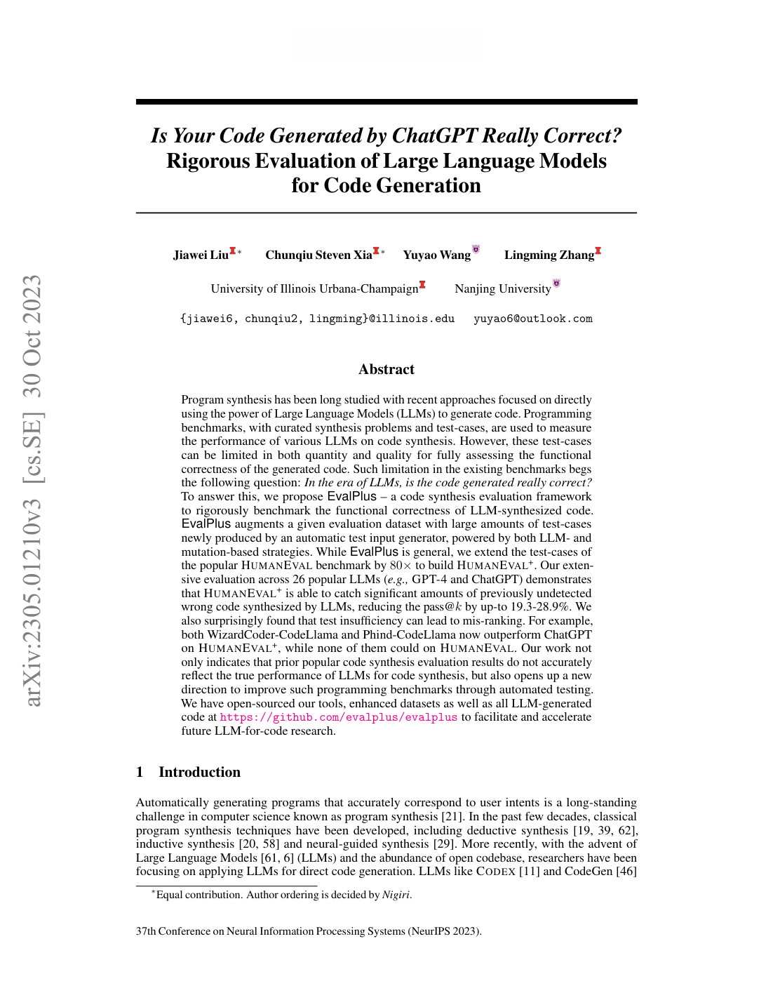 Is Your Code Generated by ChatGPT Really Correct?
Rigorous Evaluation of Large Language Models
for Code Generation
Jiawei Liu* Chunqiu Steven Xia* Yuyao Wang Lingming Zhang
University of Illinois Urbana-Champaign Nanjing University
{jiawei6, chunqiu2, lingming}@illinois.edu yuyao6@outlook.com
arXiv:2305.01210v3 [cs.SE] 30 Oct 2023
Abstract
Program synthesis has been long studied with recent approaches focused on directly
using the power of Large Language Models (LLMs) to generate code. Programming
benchmarks, with curated synthesis problems and test-cases, are used to measure
the performance of various LLMs on code synthesis. However, these test-cases
can be limited in both quantity and quality for fully assessing the functional
correctness of the generated code. Such limitation in the existing benchmarks begs
the following question: In the era of LLMs, is the code generated really correct?
To answer this, we propose EvalPlus – a code synthesis evaluation framework
to rigorously benchmark the functional correctness of LLM-synthesized code.
EvalPlus augments a given evaluation dataset with large amounts of test-cases
newly produced by an automatic test input generator, powered by both LLM- and
mutation-based strategies. While EvalPlus is general, we extend the test-cases of
the popular HUMANEVAL benchmark by 80× to build HUMANEVAL⁺. Our exten-
sive evaluation across 26 popular LLMs (e.g., GPT-4 and ChatGPT) demonstrates
that HUMANEVAL⁺ is able to catch significant amounts of previously undetected
wrong code synthesized by LLMs, reducing the pass@k by up-to 19.3-28.9%. We
also surprisingly found that test insufficiency can lead to mis-ranking. For example,
both WizardCoder-CodeLlama and Phind-CodeLlama now outperform ChatGPT
on HUMANEVAL⁺, while none of them could on HUMANEVAL. Our work not
only indicates that prior popular code synthesis evaluation results do not accurately
reflect the true performance of LLMs for code synthesis, but also opens up a new
direction to improve such programming benchmarks through automated testing.
We have open-sourced our tools, enhanced datasets as well as all LLM-generated
code at https://github.com/evalplus/evalplus to facilitate and accelerate
future LLM-for-code research.
1 Introduction
Automatically generating programs that accurately correspond to user intents is a long-standing
challenge in computer science known as program synthesis [21]. In the past few decades, classical
program synthesis techniques have been developed, including deductive synthesis [19, 39, 62],
inductive synthesis [20, 58] and neural-guided synthesis [29]. More recently, with the advent of
Large Language Models [61, 6] (LLMs) and the abundance of open codebase, researchers have been
focusing on applying LLMs for direct code generation. LLMs like CODEX [11] and CodeGen [46]
*Equal contribution. Author ordering is decided by Nigiri.
37th Conference on Neural Information Processing Systems (NeurIPS 2023).